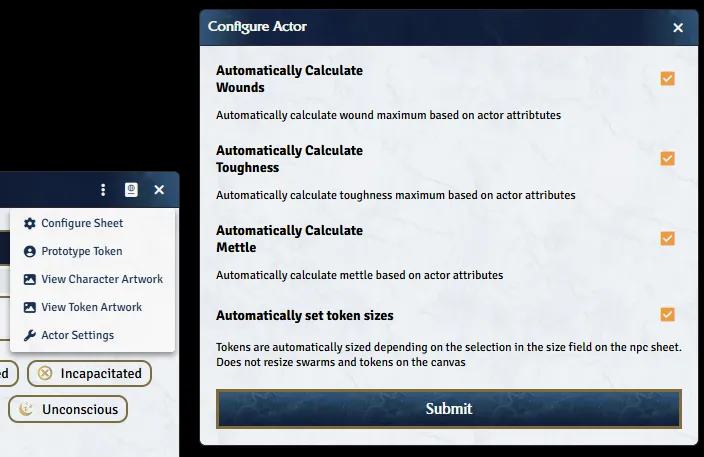 Configure Actor
Automatically Calculate
Wounds
Automatically calculate wound maximum based on actor attribtutes
Automatically Calculate
Toughness
Automatically calculate toughness maximum based on actor attributes
Automatically Calculate
Mettle
Automatically calculate mettle based on actor attributes
Automatically set token sizes
Tokens are automatically sized depending on the selection in the size field on the npc sheet.
Does not resize swarms and tokens on the canvas
Submit
Configure Sheet
Prototype Token
View Character Artwork
View Token Artwork
Actor Settings
ed
Incapacitated
Unconscious